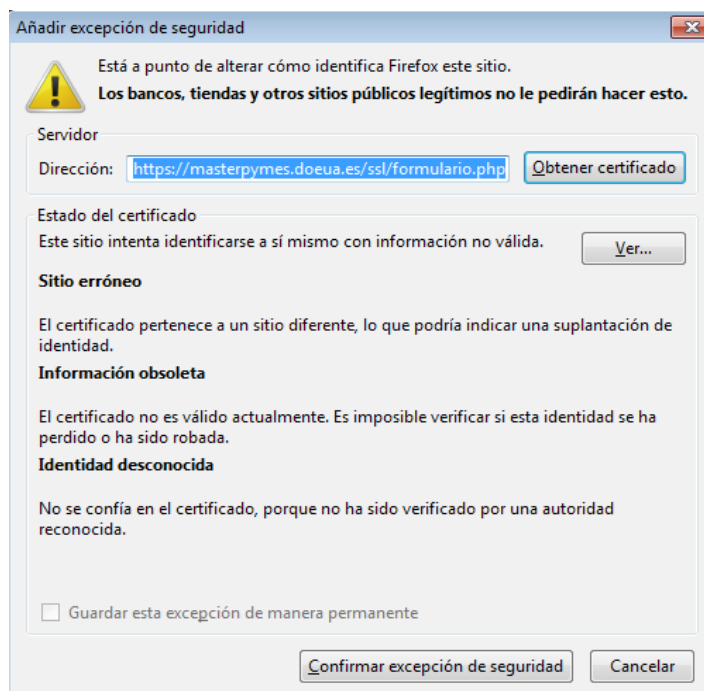 Añadir excepción de seguridad
Está a punto de alterar cómo identifica Firefox este sitio.
Los bancos, tiendas y otros sitios públicos legítimos no le pedirán hacer esto.
Servidor
Dirección: https://masterpymes.doeua.es/ssl/formulario.php Obtener certificado
Estado del certificado
Este sitio intenta identificarse a sí mismo con información no válida. Ver...
Sitio erróneo
El certificado pertenece a un sitio diferente, lo que podría indicar una suplantación de
identidad.
Información obsoleta
El certificado no es válido actualmente. Es imposible verificar si esta identidad se ha
perdido o ha sido robada.
Identidad desconocida
No se confía en el certificado, porque no ha sido verificado por una autoridad
reconocida.
Guardar esta excepción de manera permanente
Confirmar excepción de seguridad Cancelar